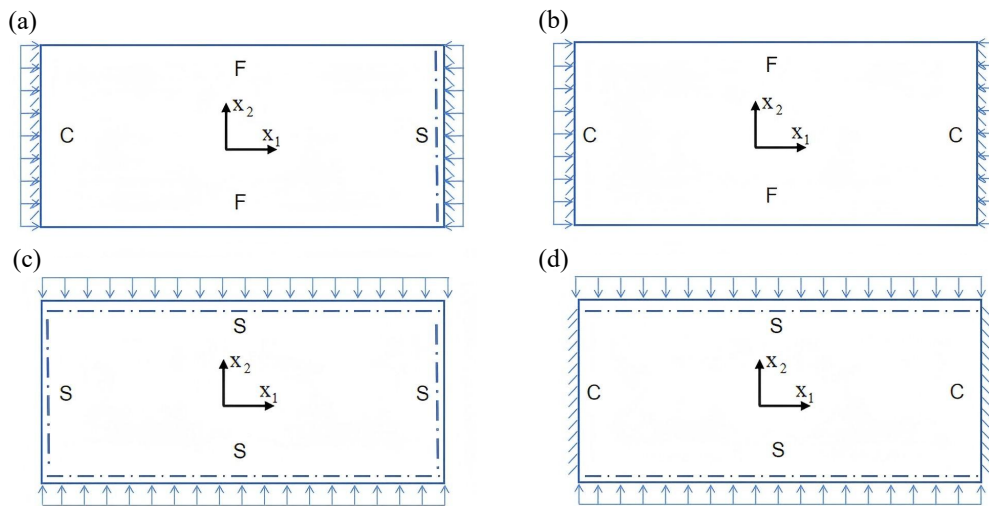 (a) (b)
F F
x2 x2
C x1 S C x1 C
F F
(c) (d)
S S
x2 x2
S x1 S C x1 C
S S